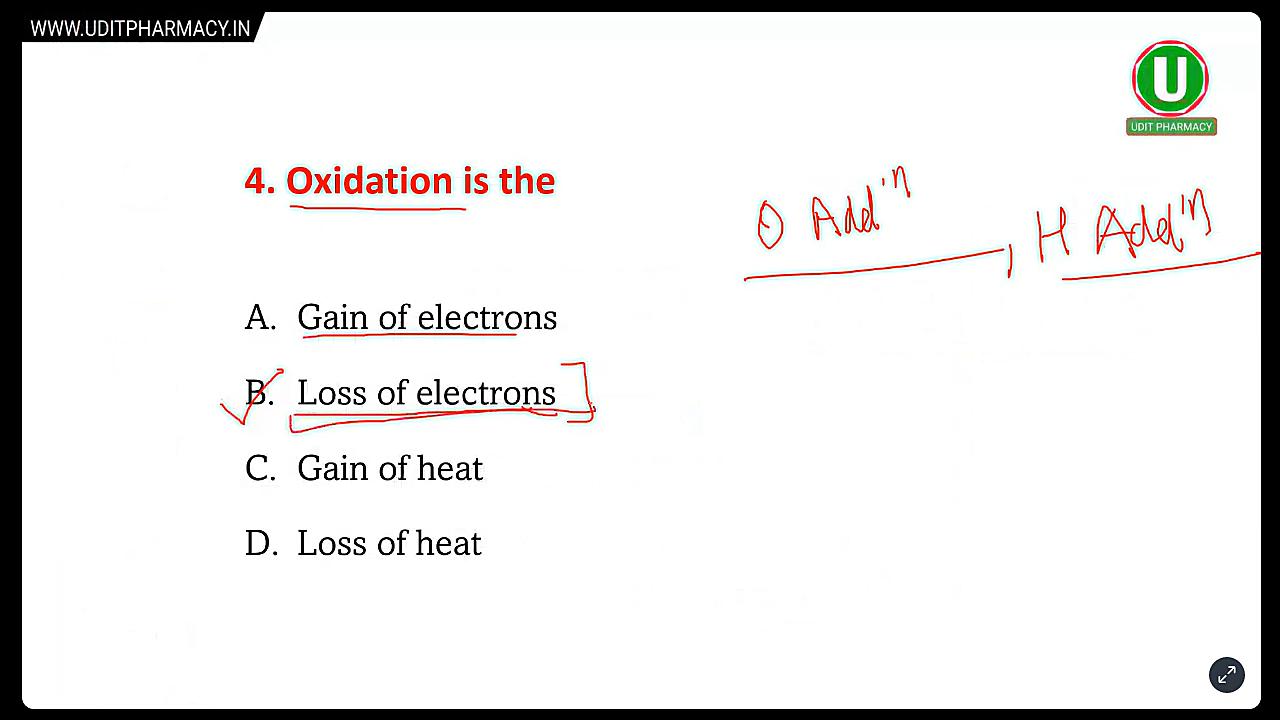 WWW.UDITPHARMACY.IN
U
UDIT PHARMACY
4. Oxidation is the
O Add'n, H Add'n
A. Gain of electrons
B. Loss of electrons
C. Gain of heat
D. Loss of heat